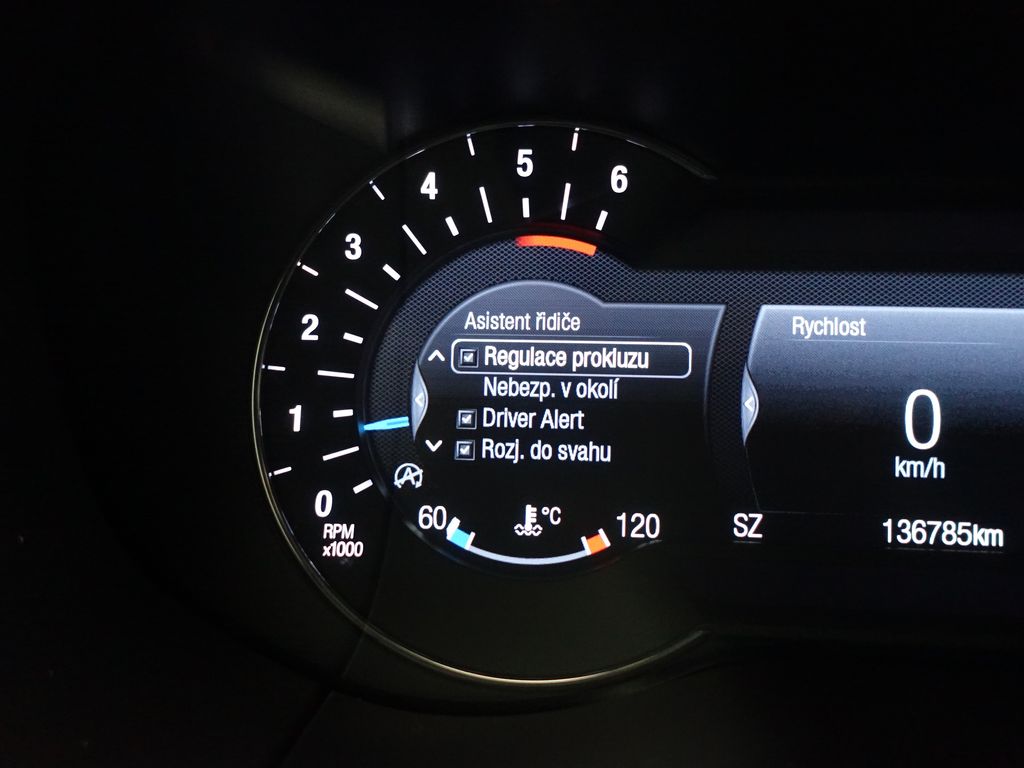 6
5
4
3
2
1
0
RPM
x1000
Asistent řidiče
Regulace prokluzu
Nebezp. v okolí
Driver Alert
Rozj. do svahu
A
60
°C
120
Rychlost
0
km/h
SZ
136785km